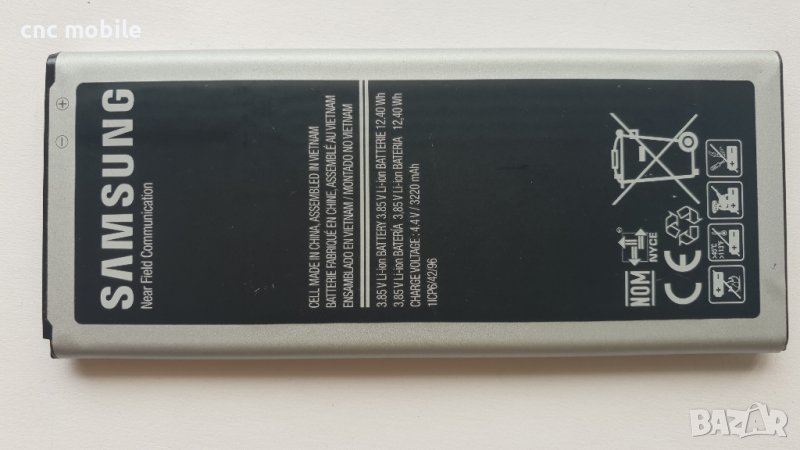 cnc mobile
SAMSUNG
Near Field Communication
CELL MADE IN CHINA, ASSEMBLED IN VIETNAM
BATTERIE FABRIQUÉ EN CHINE, ASSEMBLÉ AU VIETNAM
ENSAMBLADO EN VIETNAM / MONTADO NO VIETNAM
3.85 V Li-ion BATTERY 3,85 V Li-ion BATTERIE 12.40 Wh
3,85 V Li-ion BATERÍA 3,85 V Li-ion BATERIA 12,40 Wh
CHARGE VOLTAGE : 4.4 V / 3220 mAh
1ICP6/42/96
NOM
NYCE
CE
BAZAR